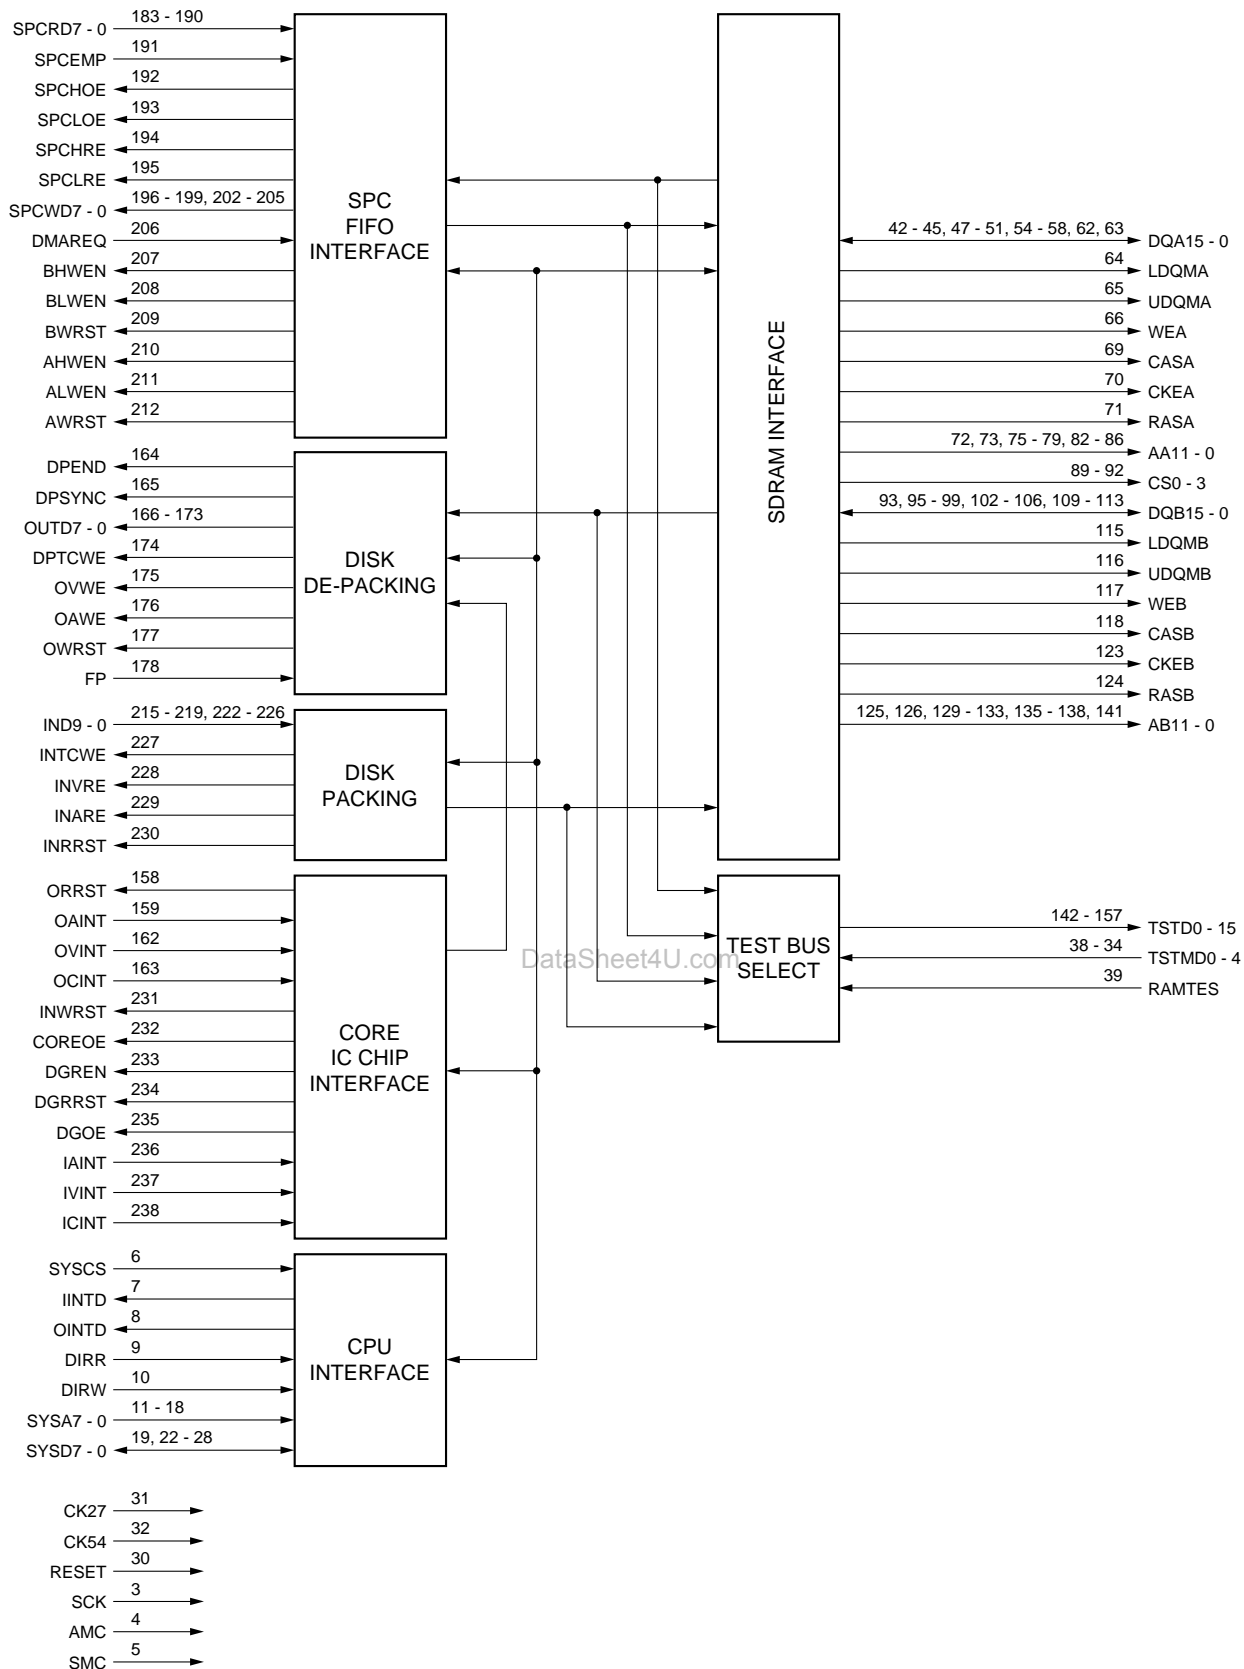 SPCRD7 - 0 183 - 190
SPCEMP 191
SPCHOE 192
SPCLOE 193
SPCHRE 194
SPCLRE 195
SPCWD7 - 0 196 - 199, 202 - 205
DMAREQ 206
BHWEN 207
BLWEN 208
BWRST 209
AHWEN 210
ALWEN 211
AWRST 212
SPC
FIFO
INTERFACE
DPEND 164
DPSYNC 165
OUTD7 - 0 166 - 173
DPTCWE 174
OVWE 175
OAWE 176
OWRST 177
FP 178
DISK
DE-PACKING
IND9 - 0 215 - 219, 222 - 226
INTCWE 227
INVRE 228
INARE 229
INRRST 230
DISK
PACKING
ORRST 158
OAINT 159
OVINT 162
OCINT 163
INWRST 231
COREOE 232
DGREN 233
DGRRST 234
DGOE 235
IAINT 236
IVINT 237
ICINT 238
CORE
IC CHIP
INTERFACE
SYSCS 6
IINTD 7
OINTD 8
DIRR 9
DIRW 10
SYSA7 - 0 11 - 18
SYSD7 - 0 19, 22 - 28
CPU
INTERFACE
CK27 31
CK54 32
RESET 30
SCK 3
AMC 4
SMC 5
SDRAM INTERFACE
42 - 45, 47 - 51, 54 - 58, 62, 63 DQA15 - 0
64 LDQMA
65 UDQMA
66 WEA
69 CASA
70 CKEA
71 RASA
72, 73, 75 - 79, 82 - 86 AA11 - 0
89 - 92 CS0 - 3
93, 95 - 99, 102 - 106, 109 - 113 DQB15 - 0
115 LDQMB
116 UDQMB
117 WEB
118 CASB
123 CKEB
124 RASB
125, 126, 129 - 133, 135 - 138, 141 AB11 - 0
TEST BUS
SELECT
142 - 157 TSTD0 - 15
38 - 34 TSTMD0 - 4
39 RAMTES
DataSheet4U.com